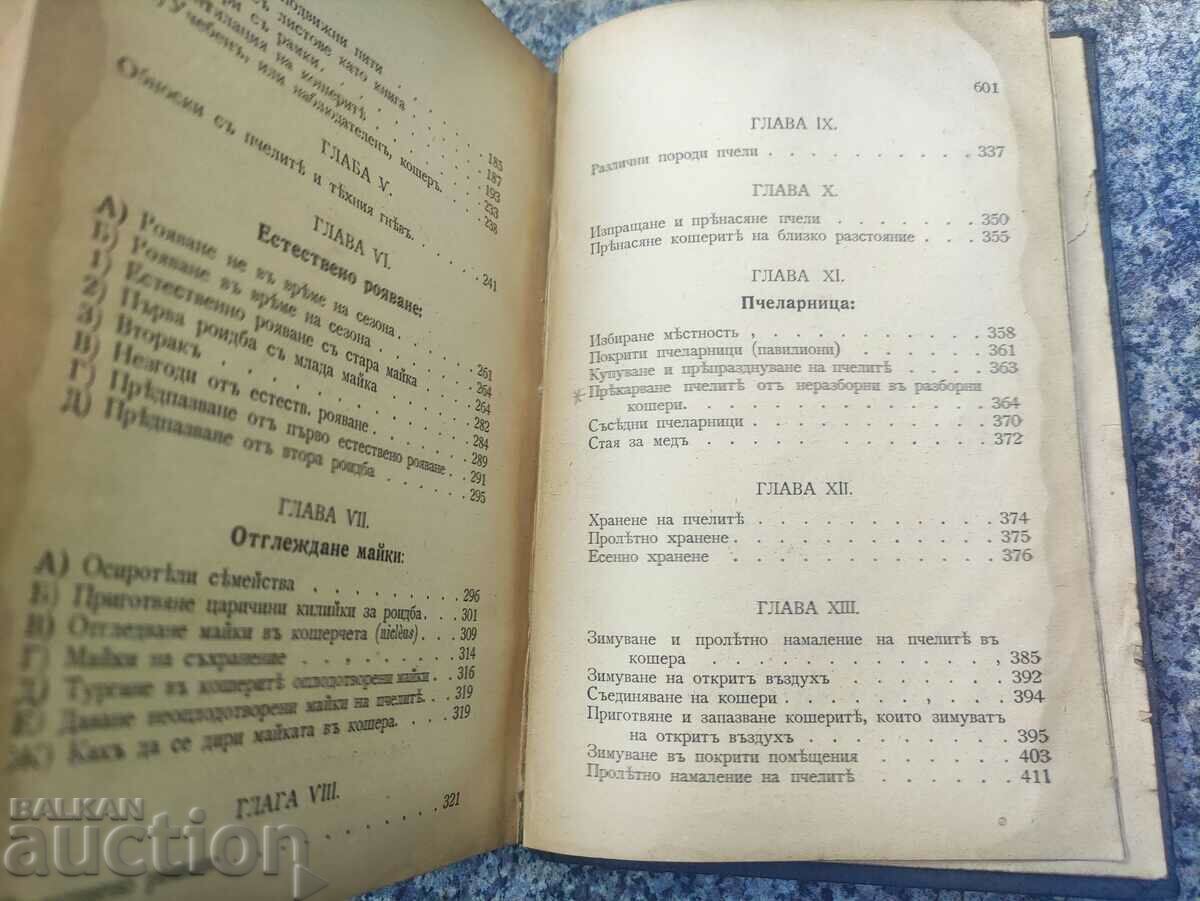 подвижни пити
съ листове като книга
съ рамки
вентилация на кошеритѣ . . . . . 185
Учебенъ, или наблюдателенъ, кошеръ. . . . . 187
193
233
238
ГЛАБА V.
Обноски съ пчелитѣ и тѣхния гнѣвъ. . . . . 241
ГЛАВА VI.
Естествено рояване:
А) Рояване не въ врѣме на сезона . . . . . 261
Б) Рояване въ врѣме на сезона . . . . . 264
1) Естественно рояване съ стара майка . . . . . 264
2) Първа роидба съ млада майка . . . . . 282
3) Вторакъ . . . . . 284
В) Незгоди отъ естеств. рояване . . . . . 289
Г) Прѣдпазване отъ първо естествено рояване . . 291
Д) Прѣдпазване отъ втора роидба . . . . . 295
ГЛАВА VII.
Отглеждане майки:
А) Осиротѣли сѣмейства . . . . . 296
Б) Приготвяне царичини килийки за роидба . . 301
В) Отгледване майки въ кошерчета (nielèns) . . . 309
Г) Майки на съхранение . . . . . 314
Д) Тургане въ кошеритѣ оплодотворени майки . . 316
Е) Даване неоплодотворени майки на пчелитѣ . . 319
Ж) Какъ да се дири майката въ кошера . . . . 319
ГЛАГА VIII.
321
601
ГЛАВА IX.
Различни породи пчели . . . . . . . . . . 337
ГЛАВА X.
Изпращане и прѣнасяне пчели . . . . . . . 350
Прѣнасяне кошеритѣ на близко разстояние . . . 355
ГЛАВА XI.
Пчеларница:
Избиране мѣстность , . . . . . . . . . . 358
Покрити пчеларници (павилиони) . . . . . . 361
Купуване и прѣпразднуване на пчелитѣ . . . . 363
Прѣкарване пчелитѣ отъ неразборни въ разборни
кошери. . . . . . . . . . . . . 364
Съсѣдни пчеларници . . . . . . . . . . 370
Стая за медъ . . . . . . . . . . . . 372
ГЛАВА XII.
Хранене на пчелитѣ . . . . . . . . . . 374
Пролѣтно хранене . . . . . . . . . . . 375
Есенно хранене . . . . . . . . . . . 376
ГЛАВА XIII.
Зимуване и пролѣтно намаление на пчелитѣ въ
кошера . . . . . . . . . . . . , 385
Зимуване на открить въздухъ . . . . . . . 392
Съединяване на кошери . . . . . . , . , 394
Приготвяне и запазване кошеритѣ, които зимуватъ
на открить въздухъ . . . . . . . . . 395
Зимуване въ покрити помѣщения . . . . . . 403
Пролѣтно намаление на пчелитѣ . . . . . . 411
BALKAN
auction